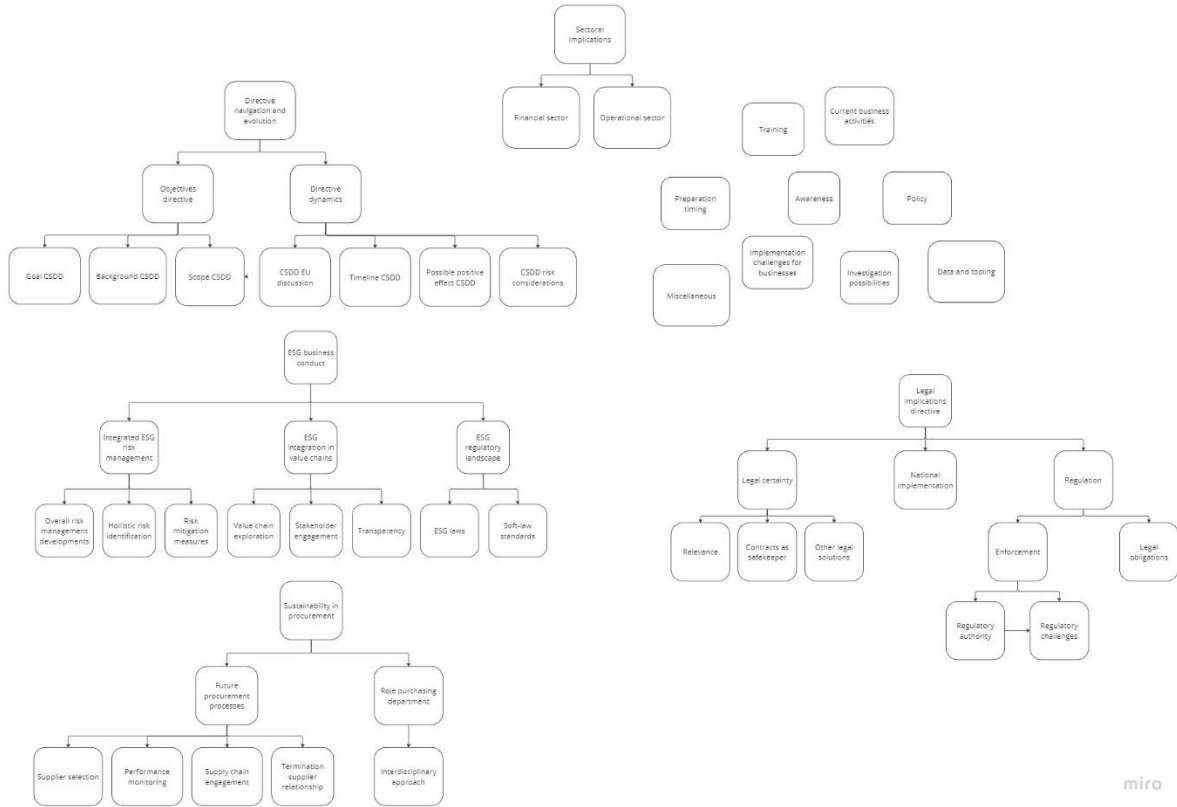 Sectoral
implications
Financial sector
Operational sector
Directive
navigation and
evolution
Objectives
directive
Directive
dynamics
Goal CSDD
Background CSDD
Scope CSDD
CSDD EU
discussion
Timeline CSDD
Possible positive
effect CSDD
CSDD risk
considerations
Training
Current business
activities
Preparation
timing
Awareness
Policy
Implementation
challenges for
businesses
Investigation
possibilities
Data and tooling
Miscellaneous
ESG business
conduct
Integrated ESG
risk
management
ESG
integration in
value chains
ESG
regulatory
landscape
Overall risk
management
developments
Hollistic risk
identification
Risk
mitigation
measures
Value chain
exploration
Stakeholder
engagement
Transparency
ESG laws
Soft-law
standards
Legal
implications
directive
Legal certainty
National
implementation
Regulation
Relevance
Contracts as
safekeeper
Other legal
solutions
Enforcement
Legal
obligations
Regulatory
authority
Regulatory
challenges
Sustainability in
procurement
Future
procurement
processes
Role purchasing
department
Supplier selection
Performance
monitoring
Supply chain
engagement
Termination
supplier
relationship
Interdisciplinary
approach
miro